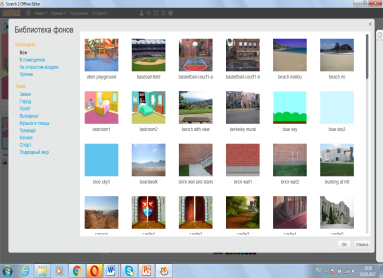 Scratch 2 Offline Editor
Библиотека фонов
Категория
Все
В помещении
На открытом воздухе
Прочее
Тема
Замок
Город
Полёт
Выходные
Музыка и танцы
Природа
Космос
Спорт
Подводный мир
atom playground
baseball-field
basketball-court1-a
basketball-court1-b
beach malibu
beach rio
bedroom1
bedroom2
bench with view
berkeley mural
blue sky
blue sky2
blue sky3
boardwalk
brick wall and stairs
brick wall1
brick wall2
building at mit
OK
Отмена